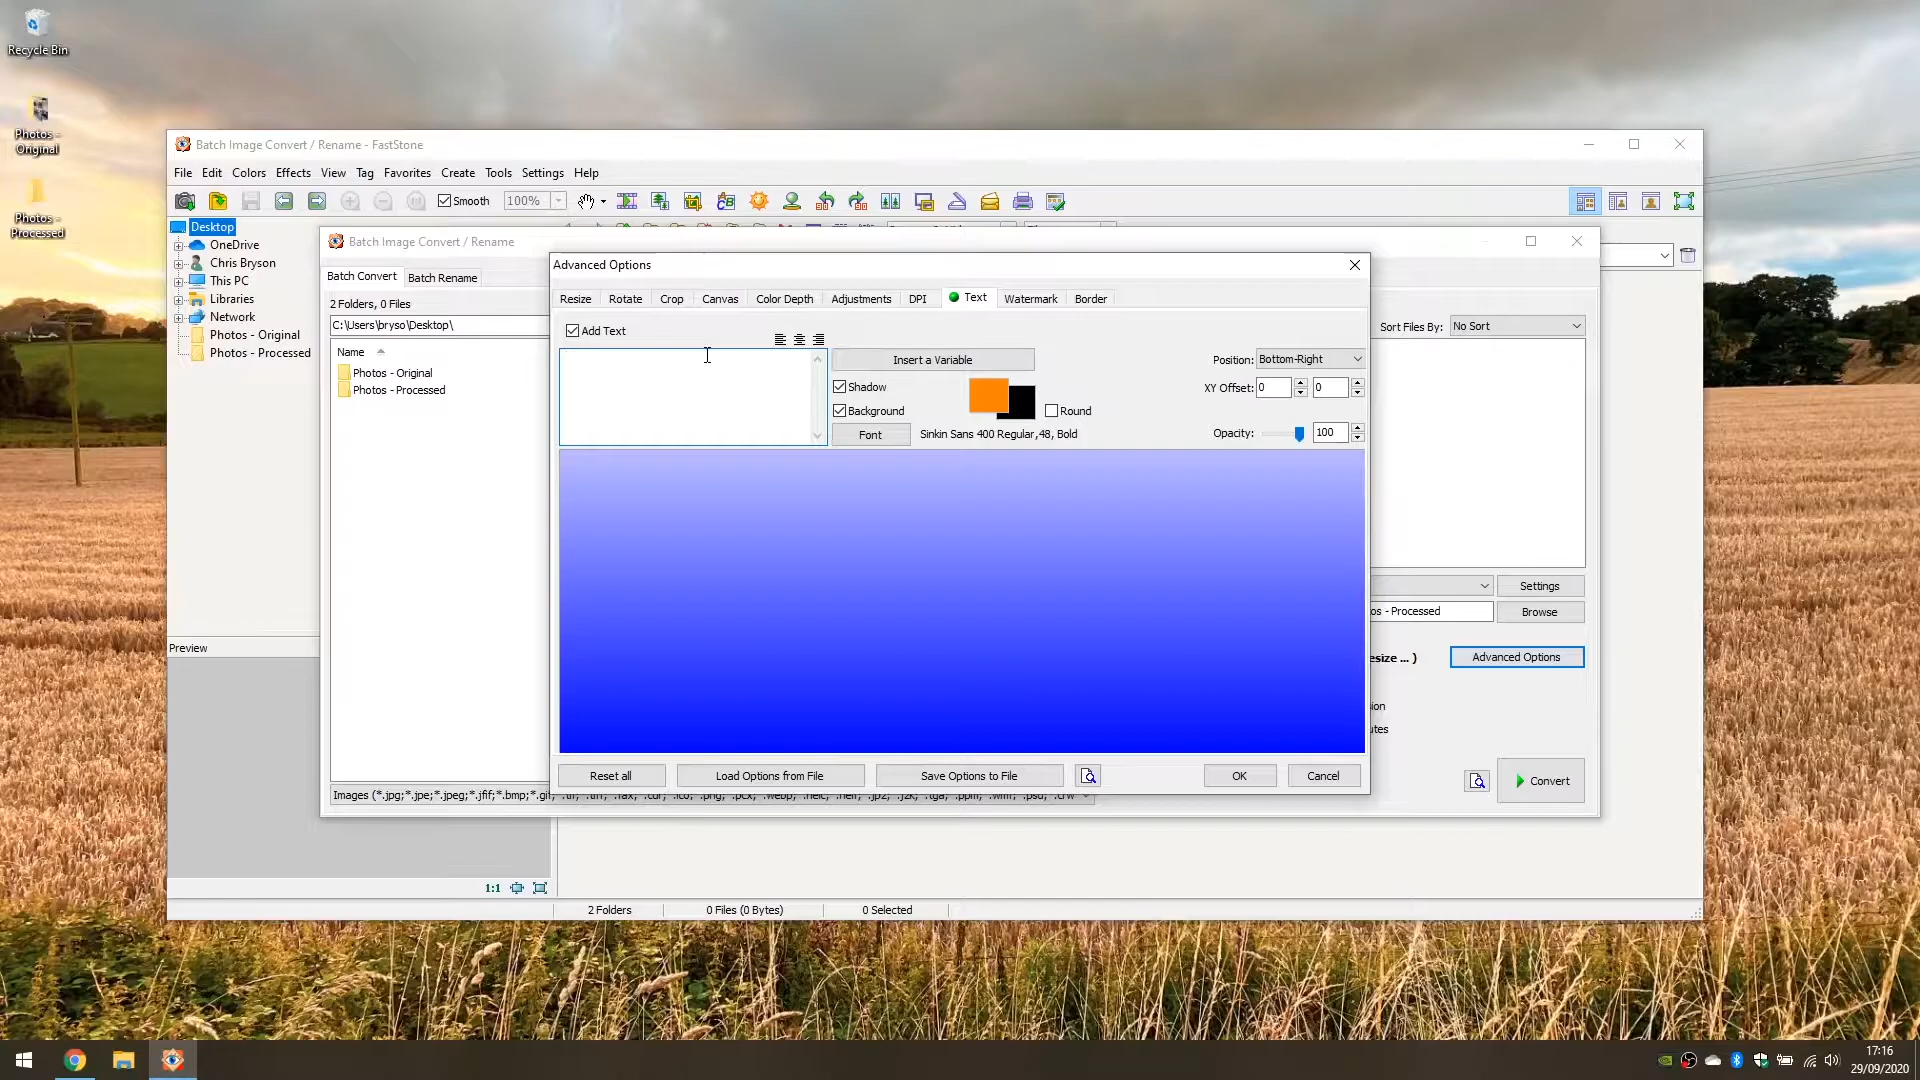 Recycle Bin
Photos -
Original
Photos -
Processed
Batch Image Convert / Rename - FastStone
File Edit Colors Effects View Tag Favorites Create Tools Settings Help
Smooth 100%
Desktop
OneDrive
Chris Bryson
This PC
Libraries
Network
Photos - Original
Photos - Processed
Preview
1:1
2 Folders 0 Files (0 Bytes) 0 Selected
Batch Image Convert / Rename
Batch Convert Batch Rename
2 Folders, 0 Files
C:\Users\bryso\Desktop\
Name
Photos - Original
Photos - Processed
Images (*.jpg;*.jpe;*.jpeg;*.jfif;*.bmp;*.gif
Sort Files By: No Sort
Settings
os - Processed Browse
esize ... ) Advanced Options
ion
utes
Convert
Advanced Options
Resize Rotate Crop Canvas Color Depth Adjustments DPI Text Watermark Border
Add Text
Insert a Variable
Shadow
Background
Round
Font Sinkin Sans 400 Regular,48, Bold
Position: Bottom-Right
XY Offset: 0 0
Opacity: 100
Reset all Load Options from File Save Options to File OK Cancel
17:16
29/09/2020